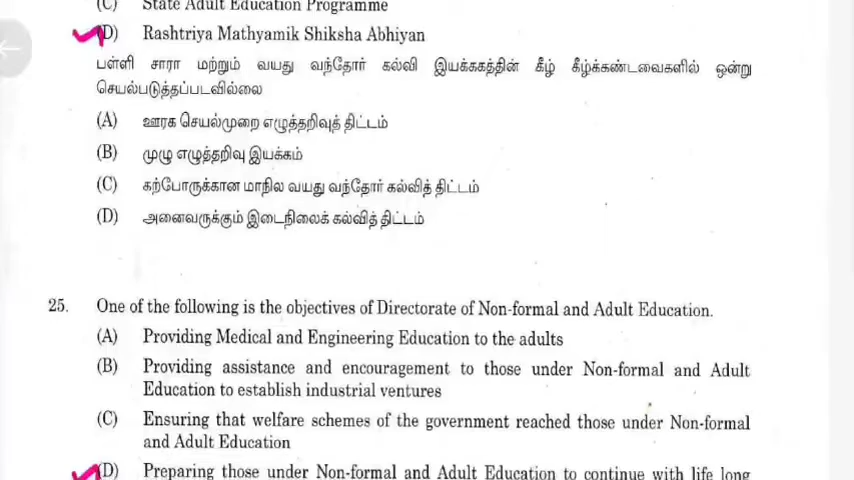 (C) State Adult Education Programme
(D) Rashtriya Mathyamik Shiksha Abhiyan
பள்ளி சாரா மற்றும் வயது வந்தோர் கல்வி இயக்ககத்தின் கீழ் கீழ்க்கண்டவைகளில் ஒன்று
செயல்படுத்தப்படவில்லை
(A) ஊரக செயல்முறை எழுத்தறிவுத் திட்டம்
(B) முழு எழுத்தறிவு இயக்கம்
(C) கற்போருக்கான மாநில வயது வந்தோர் கல்வித் திட்டம்
(D) அனைவருக்கும் இடைநிலைக் கல்வித் திட்டம்
25. One of the following is the objectives of Directorate of Non-formal and Adult Education.
(A) Providing Medical and Engineering Education to the adults
(B) Providing assistance and encouragement to those under Non-formal and Adult
Education to establish industrial ventures
(C) Ensuring that welfare schemes of the government reached those under Non-formal
and Adult Education
(D) Preparing those under Non-formal and Adult Education to continue with life long